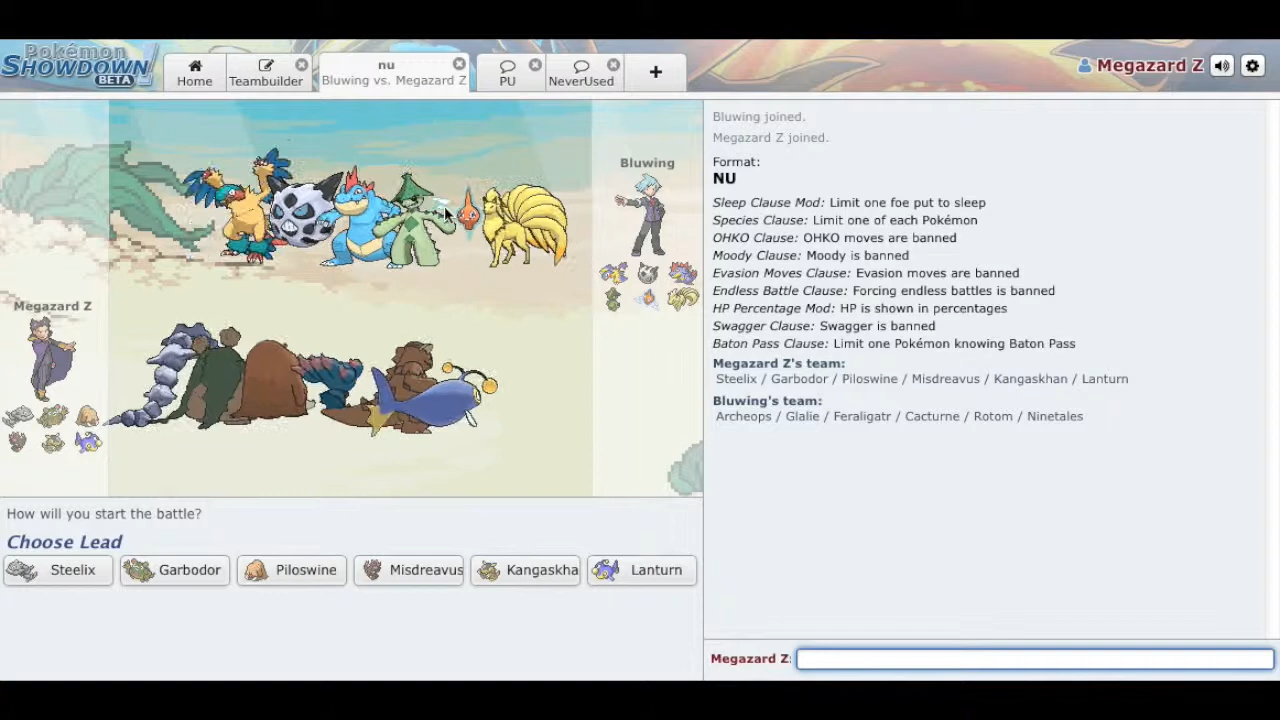 Pokémon
SHOWDOWN
BETA
Home
Teambuilder
nu
Bluwing vs. Megazard Z
PU
NeverUsed
+
Megazard Z
Bluwing
Megazard Z
Bluwing joined.
Megazard Z joined.
Format:
NU
Sleep Clause Mod: Limit one foe put to sleep
Species Clause: Limit one of each Pokémon
OHKO Clause: OHKO moves are banned
Moody Clause: Moody is banned
Evasion Moves Clause: Evasion moves are banned
Endless Battle Clause: Forcing endless battles is banned
HP Percentage Mod: HP is shown in percentages
Swagger Clause: Swagger is banned
Baton Pass Clause: Limit one Pokémon knowing Baton Pass
Megazard Z's team:
Steelix / Garbodor / Piloswine / Misdreavus / Kangaskhan / Lanturn
Bluwing's team:
Archeops / Glalie / Feraligatr / Cacturne / Rotom / Ninetales
How will you start the battle?
Choose Lead
Steelix
Garbodor
Piloswine
Misdreavus
Kangaskha
Lanturn
Megazard Z: